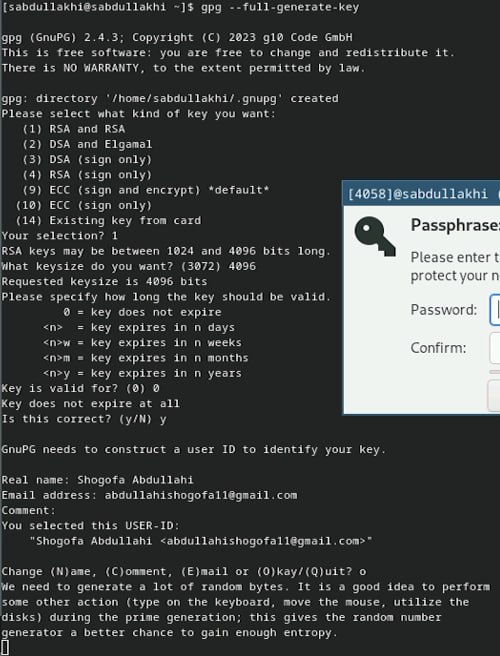 [sabdullakhi@sabdullakhi ~]$ gpg --full-generate-key
gpg (GnuPG) 2.4.3; Copyright (C) 2023 g10 Code GmbH
This is free software: you are free to change and redistribute it.
There is NO WARRANTY, to the extent permitted by law.
gpg: directory '/home/sabdullakhi/.gnupg' created
Please select what kind of key you want:
(1) RSA and RSA
(2) DSA and Elgamal
(3) DSA (sign only)
(4) RSA (sign only)
(9) ECC (sign and encrypt) *default*
(10) ECC (sign only)
(14) Existing key from card
Your selection? 1
RSA keys may be between 1024 and 4096 bits long.
What keysize do you want? (3072) 4096
Requested keysize is 4096 bits
Please specify how long the key should be valid.
0 = key does not expire
<n>  = key expires in n days
<n>w = key expires in n weeks
<n>m = key expires in n months
<n>y = key expires in n years
Key is valid for? (0) 0
Key does not expire at all
Is this correct? (y/N) y
GnuPG needs to construct a user ID to identify your key.
Real name: Shogofa Abdullahi
Email address: abdullahishogofa11@gmail.com
Comment:
You selected this USER-ID:
"Shogofa Abdullahi <abdullahishogofa11@gmail.com>"
Change (N)ame, (C)omment, (E)mail or (O)kay/(Q)uit? o
We need to generate a lot of random bytes. It is a good idea to perform
some other action (type on the keyboard, move the mouse, utilize the
disks) during the prime generation; this gives the random number
generator a better chance to gain enough entropy.
[4058]@sabdullakhi (
Passphrase:
Please enter t
protect your n
Password:
Confirm: